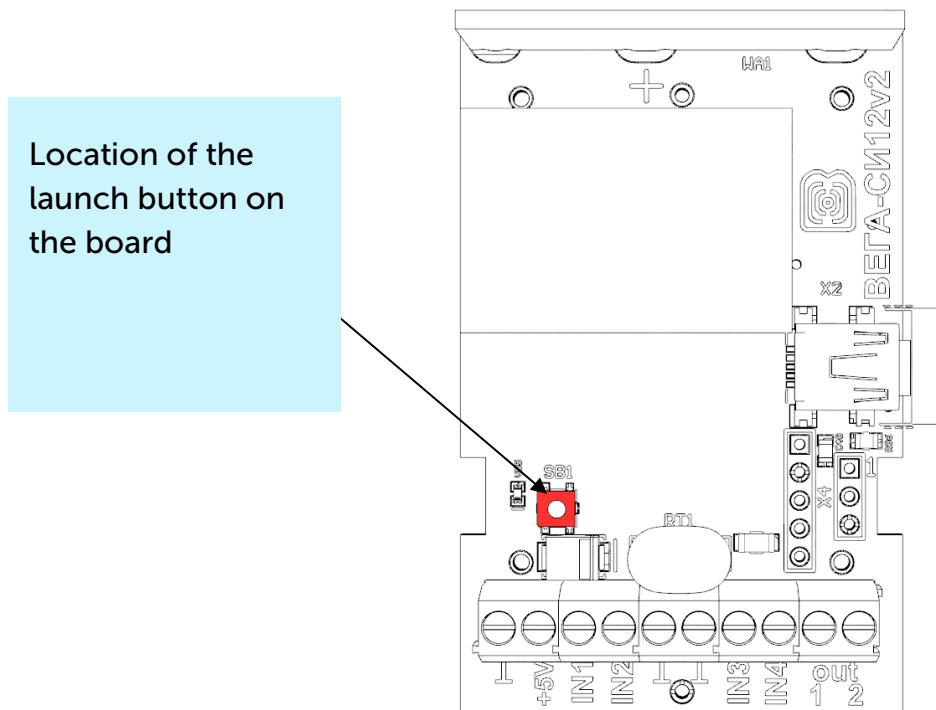 WA1
+
ВЕГА-СИ12v2
Location of the
launch button on
the board
X2
SB1
1
X4
RT1
+5V
IN1
IN2
IN3
IN4
out
1 2